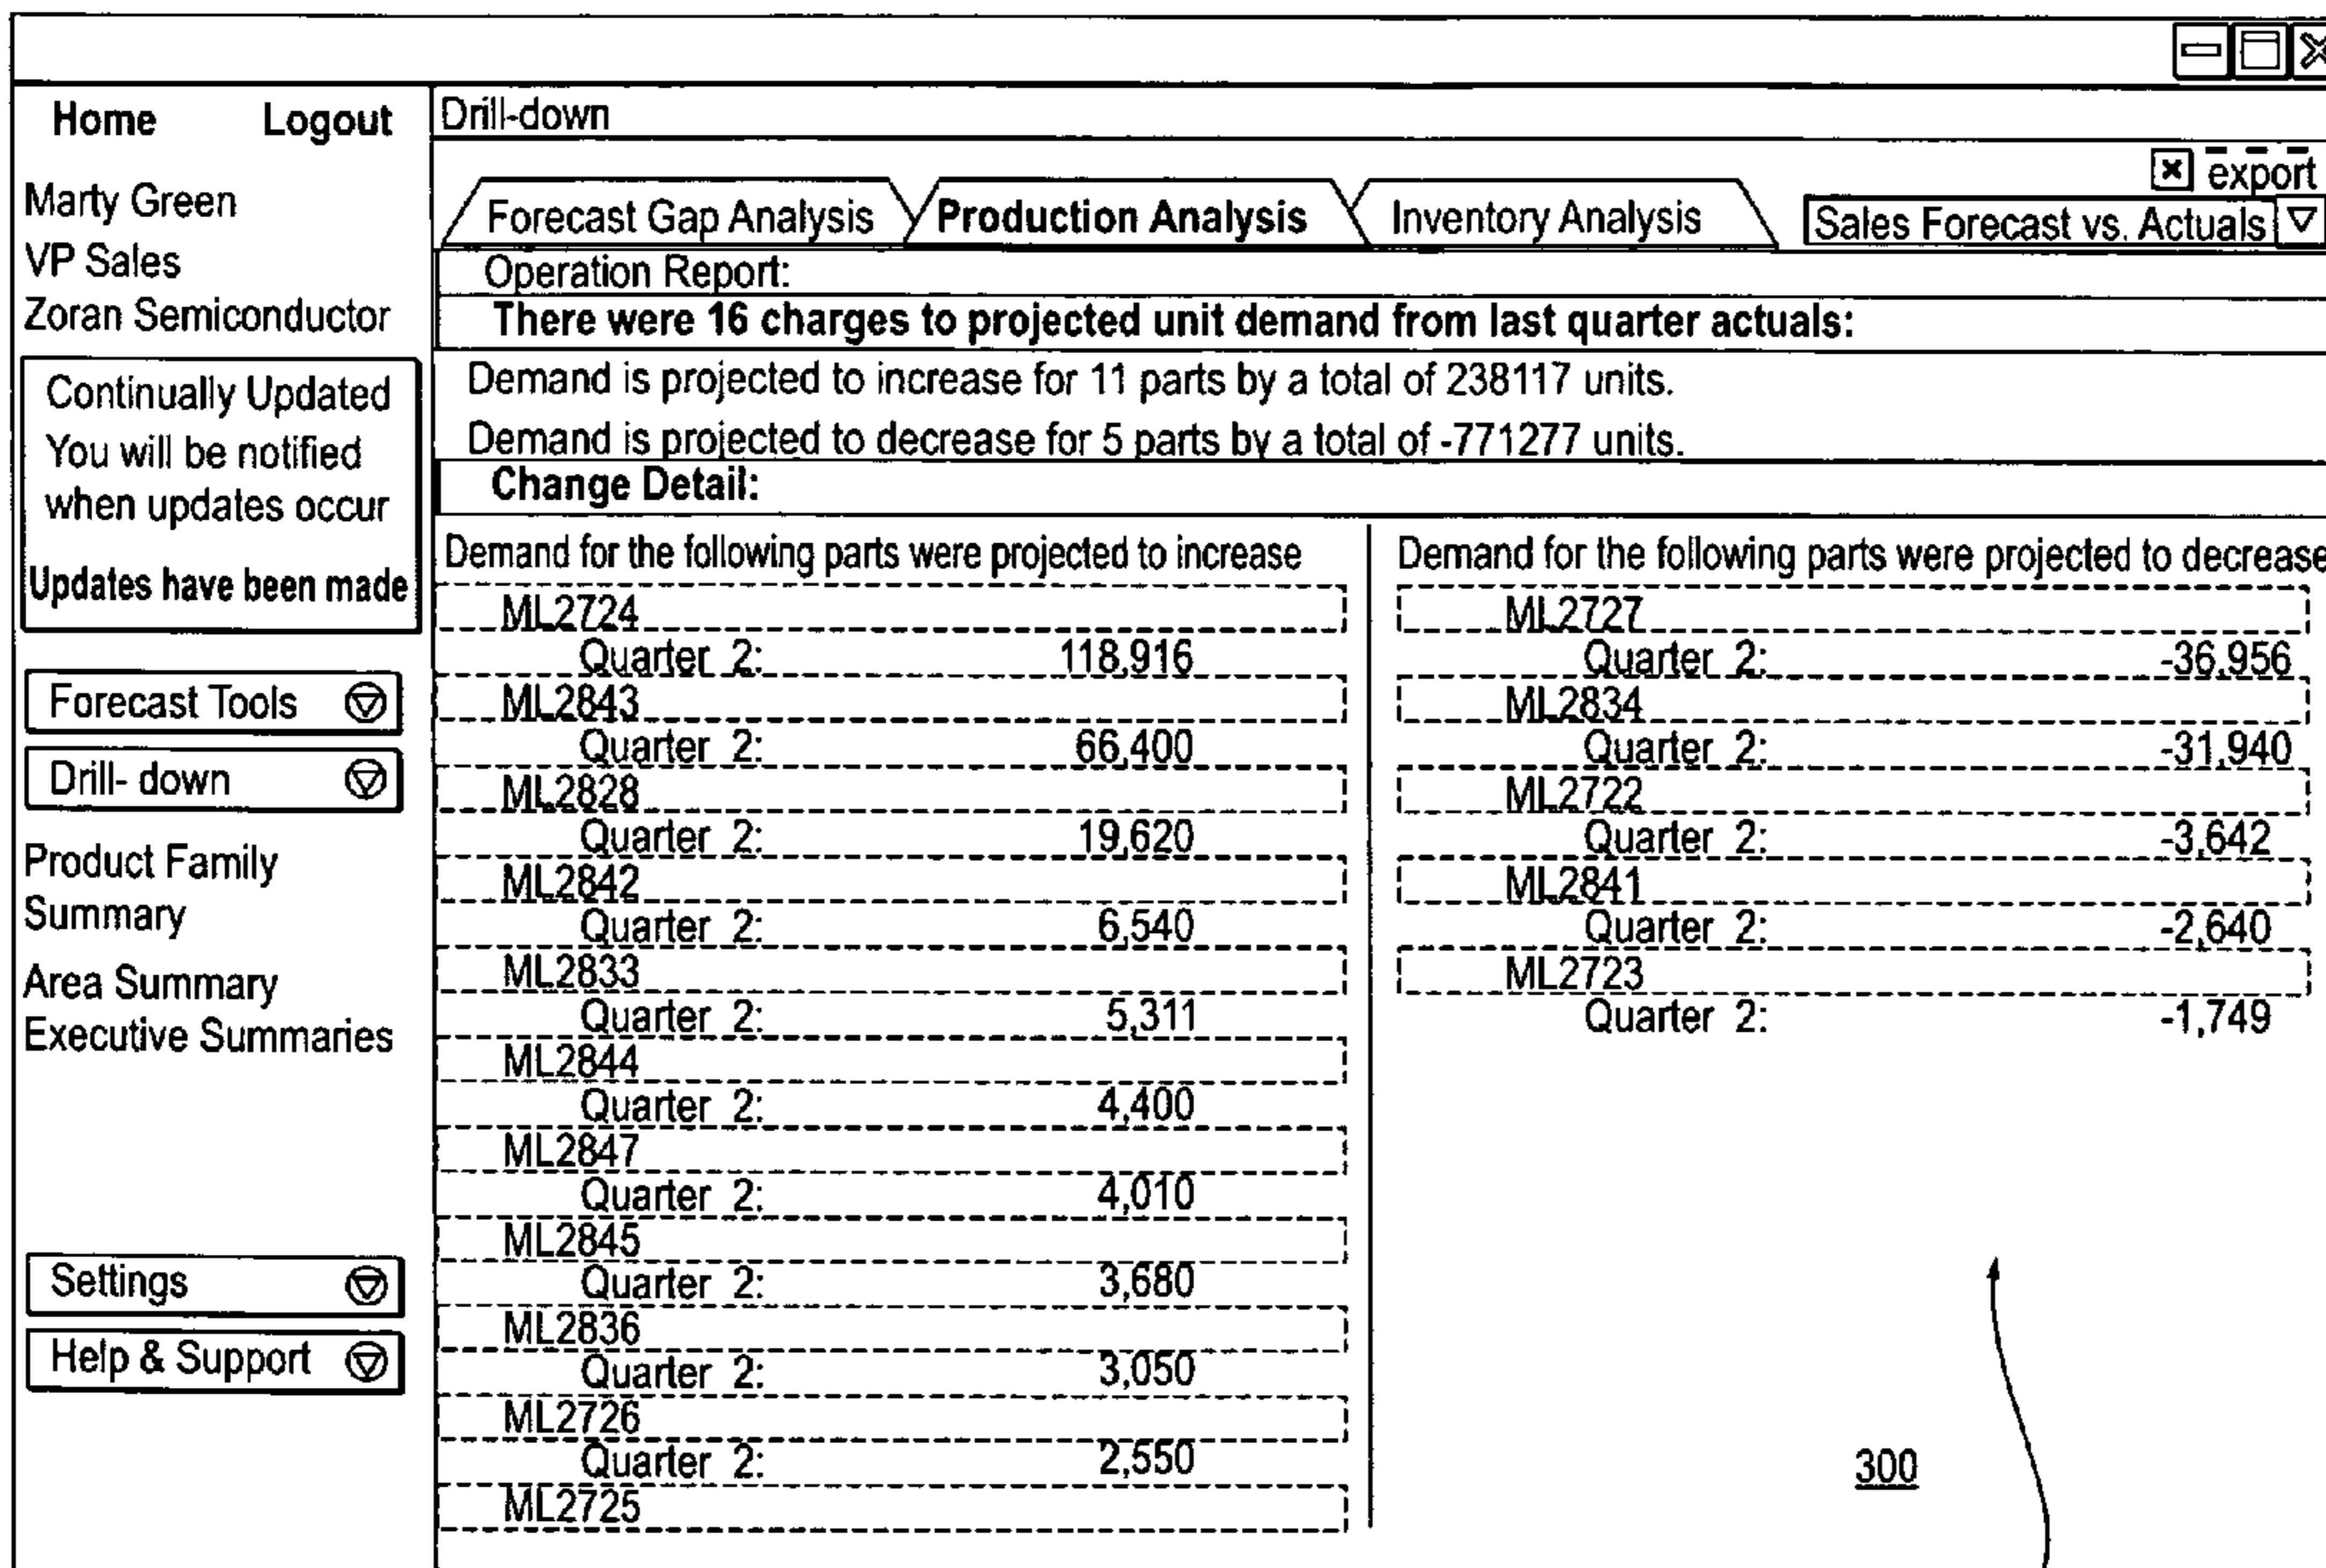 Home Logout
Marty Green
VP Sales
Zoran Semiconductor
Continually Updated
You will be notified
when updates occur
Updates have been made
Forecast Tools
Drill- down
Product Family
Summary
Area Summary
Executive Summaries
Settings
Help & Support
Drill-down
export
Forecast Gap Analysis Production Analysis Inventory Analysis Sales Forecast vs. Actuals
Operation Report:
There were 16 charges to projected unit demand from last quarter actuals:
Demand is projected to increase for 11 parts by a total of 238117 units.
Demand is projected to decrease for 5 parts by a total of -771277 units.
Change Detail:
Demand for the following parts were projected to increase
ML2724
Quarter 2: 118,916
ML2843
Quarter 2: 66,400
ML2828
Quarter 2: 19,620
ML2842
Quarter 2: 6,540
ML2833
Quarter 2: 5,311
ML2844
Quarter 2: 4,400
ML2847
Quarter 2: 4,010
ML2845
Quarter 2: 3,680
ML2836
Quarter 2: 3,050
ML2726
Quarter 2: 2,550
ML2725
Demand for the following parts were projected to decrease
ML2727
Quarter 2: -36,956
ML2834
Quarter 2: -31,940
ML2722
Quarter 2: -3,642
ML2841
Quarter 2: -2,640
ML2723
Quarter 2: -1,749
300